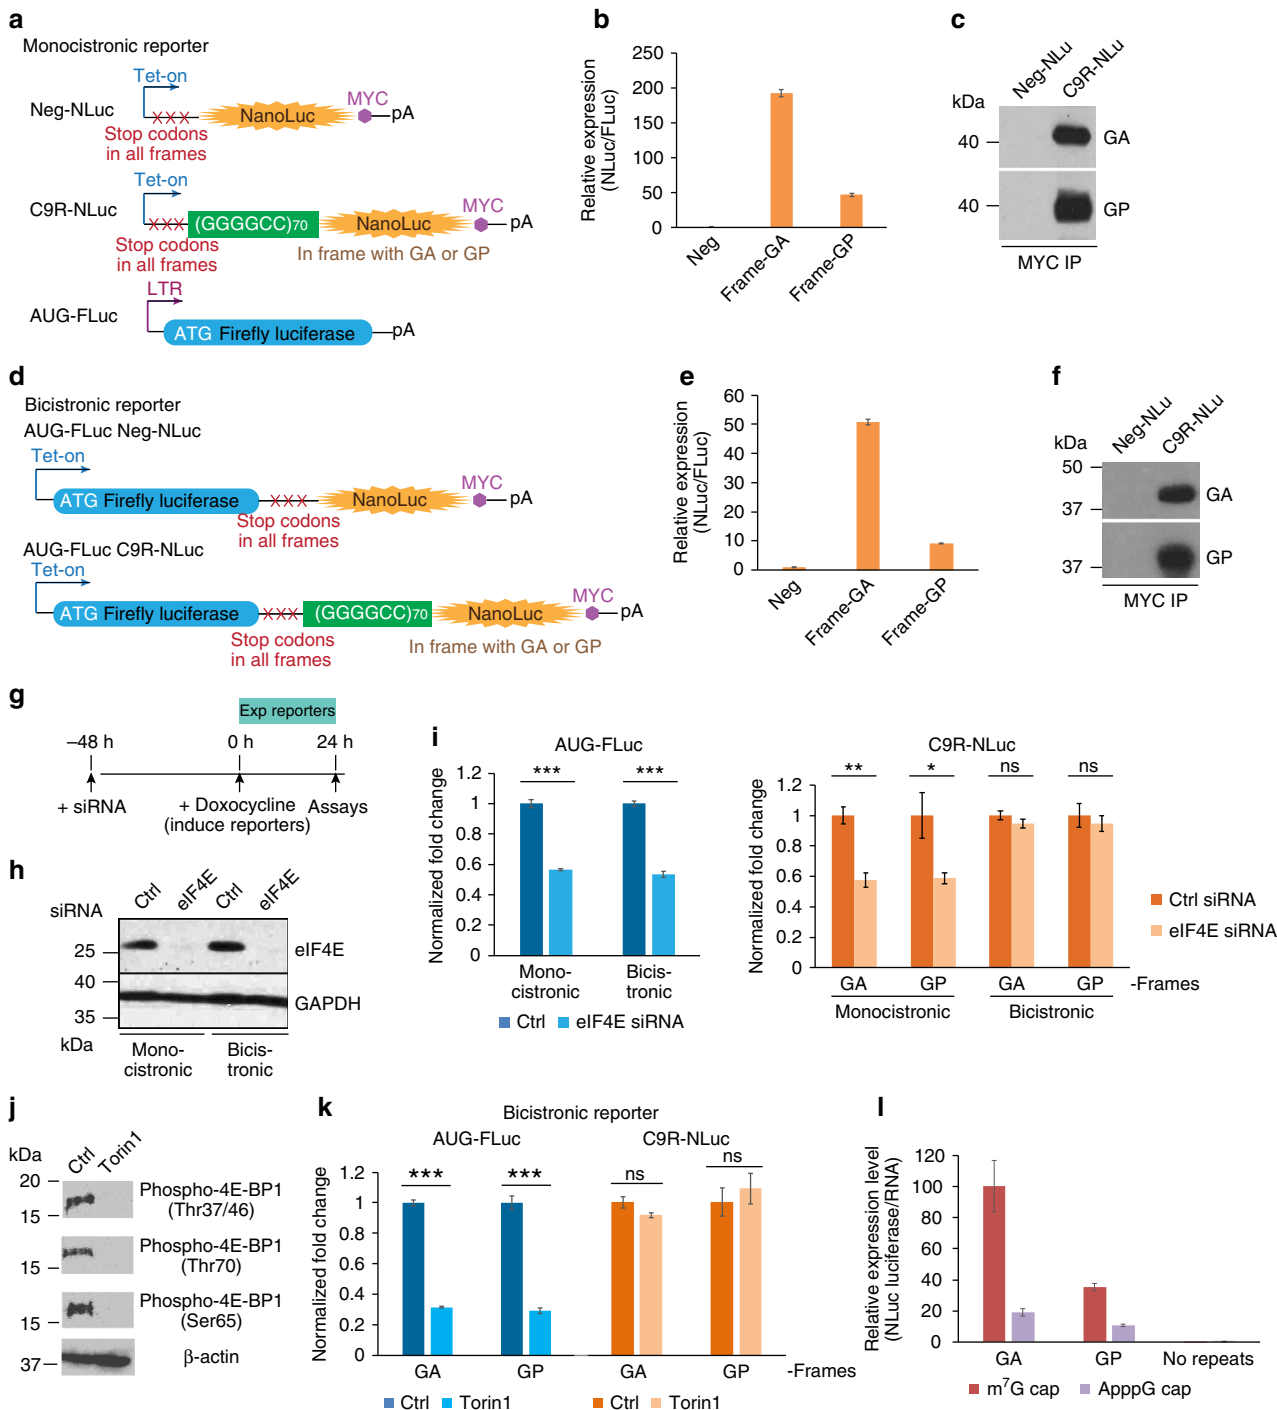 a
Monocistronic reporter
Tet-on
Neg-NLuc
NanoLuc
MYC
pA
Stop codons
in all frames
Tet-on
C9R-NLuc
(GGGGCC)70
NanoLuc
MYC
pA
Stop codons
in all frames
In frame with GA or GP
LTR
AUG-FLuc
ATG Firefly luciferase
pA
b
Relative expression
(NLuc/FLuc)
250
200
150
100
50
0
Neg
Frame-GA
Frame-GP
c
Neg-NLu
C9R-NLu
kDa
40
GA
40
GP
MYC IP
d
Bicistronic reporter
AUG-FLuc Neg-NLuc
Tet-on
ATG Firefly luciferase
NanoLuc
MYC
pA
Stop codons
in all frames
AUG-FLuc C9R-NLuc
Tet-on
ATG Firefly luciferase
(GGGGCC)70
NanoLuc
MYC
pA
Stop codons
in all frames
In frame with GA or GP
e
Relative expression
(NLuc/FLuc)
60
50
40
30
20
10
0
Neg
Frame-GA
Frame-GP
f
Neg-NLu
C9R-NLu
kDa
50
37
GA
37
GP
MYC IP
g
Exp reporters
–48 h
0 h
24 h
+ siRNA
+ Doxocycline
(induce reporters)
Assays
h
siRNA
Ctrl
eIF4E
Ctrl
eIF4E
25
eIF4E
40
35
GAPDH
kDa
Mono-
cistronic
Bicis-
tronic
i
AUG-FLuc
Normalized fold change
1.2
1
0.8
0.6
0.4
0.2
0
***
***
Mono-
cistronic
Bicis-
tronic
Ctrl
eIF4E siRNA
C9R-NLuc
Normalized fold change
1.2
1
0.8
0.6
0.4
0.2
0
**
*
ns
ns
GA
GP
GA
GP
-Frames
Monocistronic
Bicistronic
Ctrl siRNA
eIF4E siRNA
j
kDa
Ctrl
Torin1
20
15
Phospho-4E-BP1
(Thr37/46)
15
Phospho-4E-BP1
(Thr70)
15
Phospho-4E-BP1
(Ser65)
37
β-actin
k
Bicistronic reporter
AUG-FLuc
C9R-NLuc
Normalized fold change
1.2
1
0.8
0.6
0.4
0.2
0
***
***
ns
ns
GA
GP
GA
GP
-Frames
Ctrl
Torin1
Ctrl
Torin1
l
Relative expression level
(NLuc luciferase/RNA)
120
100
80
60
40
20
0
GA
GP
No repeats
m⁷G cap
ApppG cap